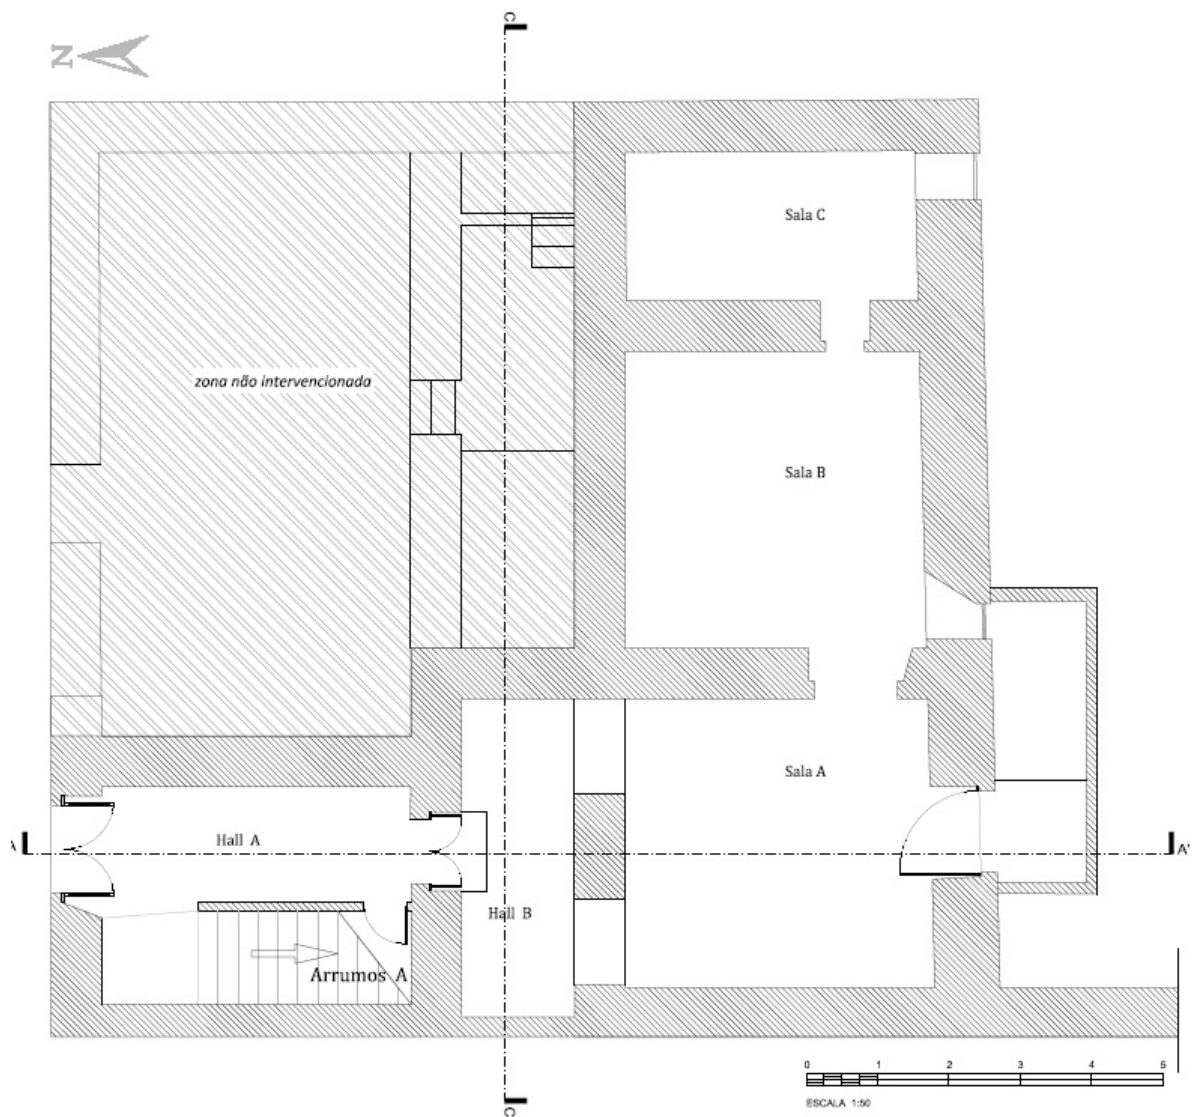 C
N
Sala C
zona não intervencionada
Sala B
Sala A
Hall A
A
A'
Hall B
Arrumos A
0 1 2 3 4 5
ESCALA 1:50
C